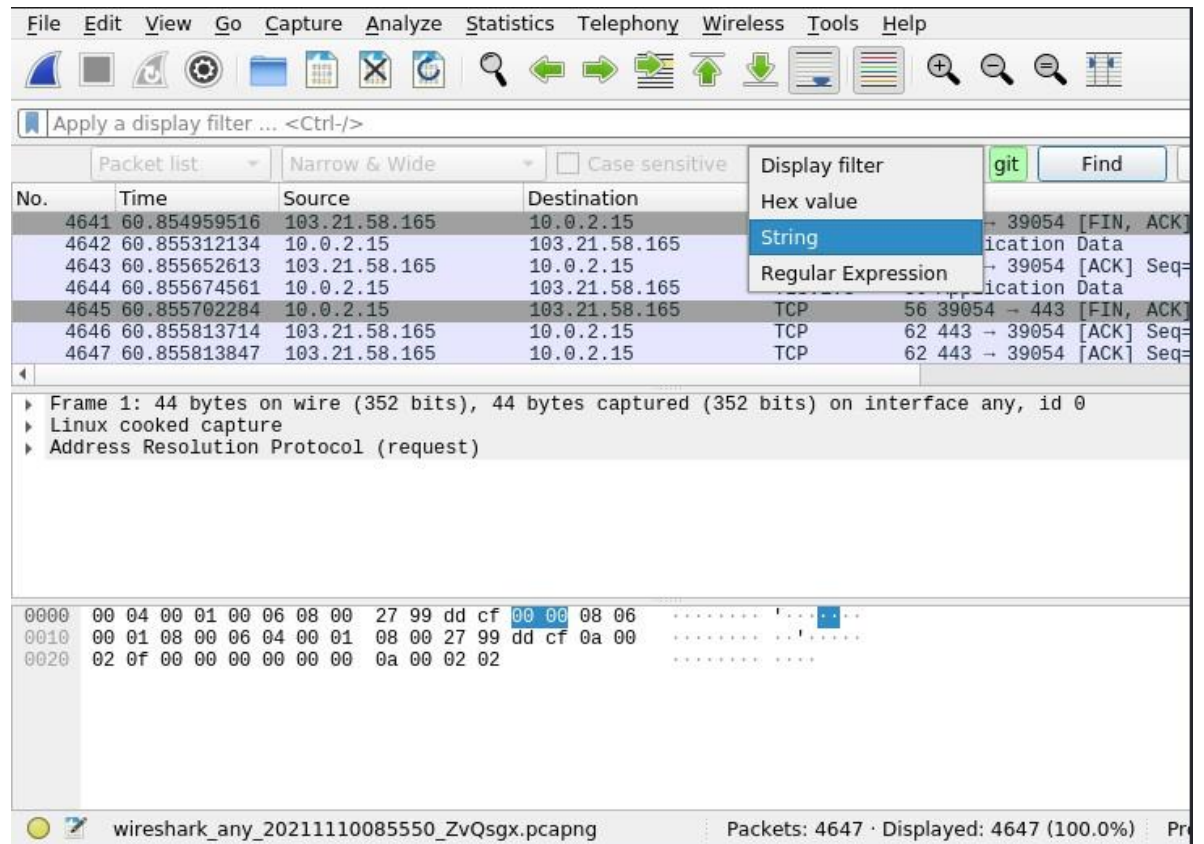 File Edit View Go Capture Analyze Statistics Telephony Wireless Tools Help
Apply a display filter ... <Ctrl-/>
Packet list Narrow & Wide Case sensitive git Find
Display filter
Hex value
String
Regular Expression
No. Time Source Destination
4641 60.854959516 103.21.58.165 10.0.2.15 → 39054 [FIN, ACK]
4642 60.855312134 10.0.2.15 103.21.58.165 ication Data
4643 60.855652613 103.21.58.165 10.0.2.15 → 39054 [ACK] Seq=
4644 60.855674561 10.0.2.15 103.21.58.165 Application Data
4645 60.855702284 10.0.2.15 103.21.58.165 TCP 56 39054 → 443 [FIN, ACK]
4646 60.855813714 103.21.58.165 10.0.2.15 TCP 62 443 → 39054 [ACK] Seq=
4647 60.855813847 103.21.58.165 10.0.2.15 TCP 62 443 → 39054 [ACK] Seq=
Frame 1: 44 bytes on wire (352 bits), 44 bytes captured (352 bits) on interface any, id 0
Linux cooked capture
Address Resolution Protocol (request)
0000 00 04 00 01 00 06 08 00 27 99 dd cf 00 00 08 06 ········ '·······
0010 00 01 08 00 06 04 00 01 08 00 27 99 dd cf 0a 00 ········ ··'·····
0020 02 0f 00 00 00 00 00 00 0a 00 02 02 ········ ····
wireshark_any_20211110085550_ZvQsgx.pcapng Packets: 4647 · Displayed: 4647 (100.0%)